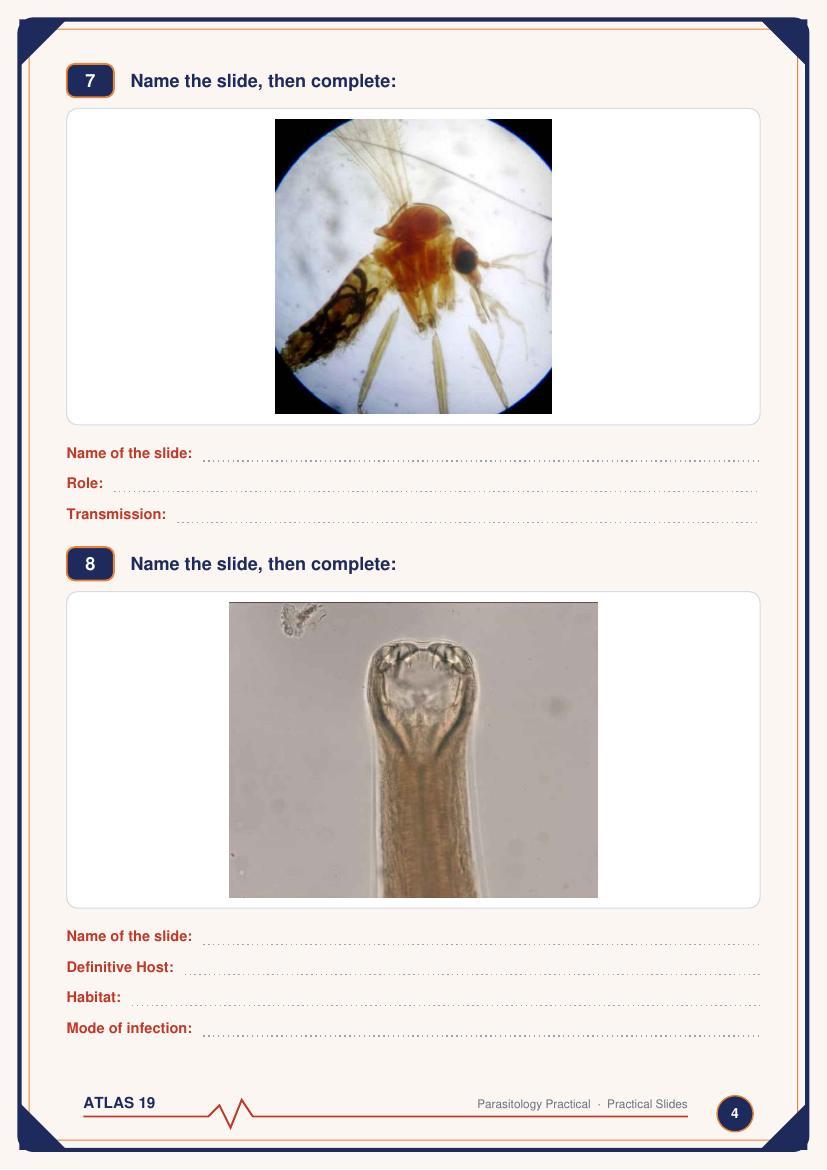 7 Name the slide, then complete:
Name of the slide:
Role:
Transmission:
8 Name the slide, then complete:
Name of the slide:
Definitive Host:
Habitat:
Mode of infection:
ATLAS 19 Parasitology Practical · Practical Slides 4